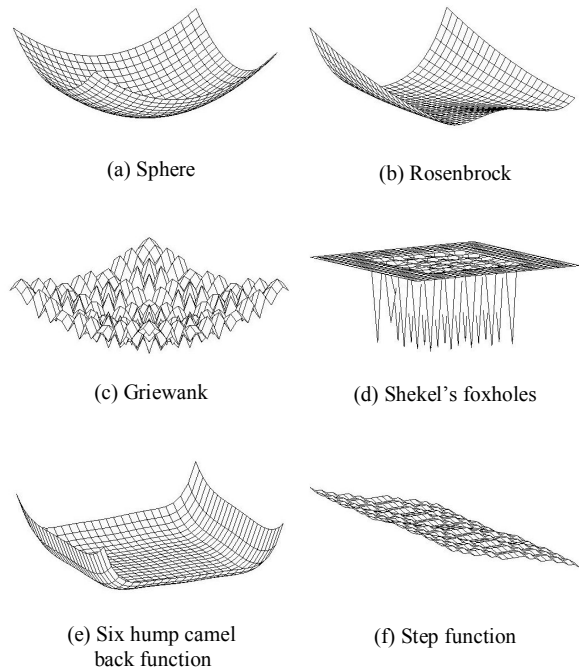 (a) Sphere
(b) Rosenbrock
(c) Griewank
(d) Shekel’s foxholes
(e) Six hump camel
back function
(f) Step function